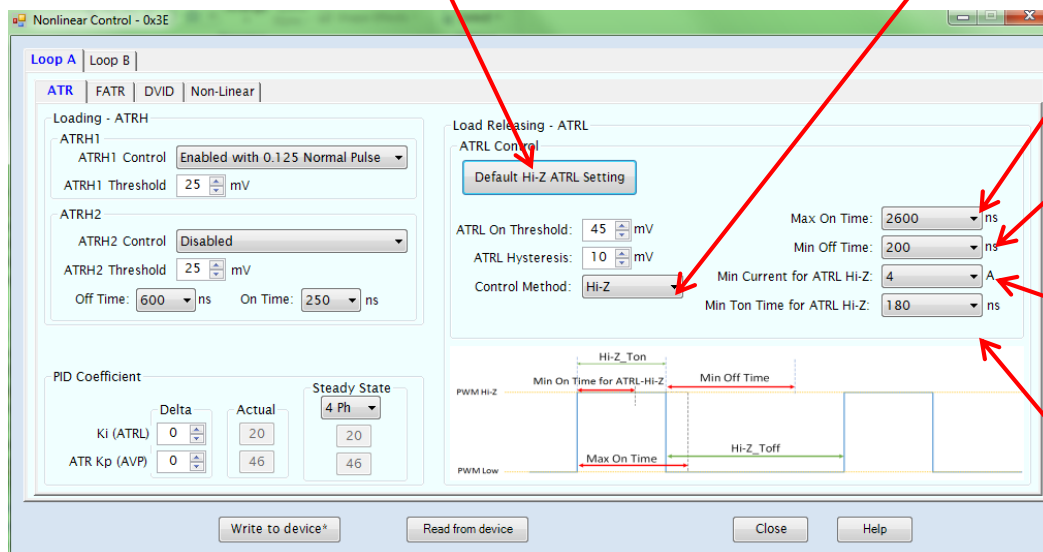 Nonlinear Control - 0x3E
Loop A Loop B
ATR FATR DVID Non-Linear
Loading - ATRH
ATRH1
ATRH1 Control Enabled with 0.125 Normal Pulse
ATRH1 Threshold 25 mV
ATRH2
ATRH2 Control Disabled
ATRH2 Threshold 25 mV
Off Time: 600 ns On Time: 250 ns
PID Coefficient
Delta Actual Steady State
4 Ph
Ki (ATRL) 0 20 20
ATR Kp (AVP) 0 46 46
Load Releasing - ATRL
ATRL Control
Default Hi-Z ATRL Setting
ATRL On Threshold: 45 mV
ATRL Hysteresis: 10 mV
Control Method: Hi-Z
Max On Time: 2600 ns
Min Off Time: 200 ns
Min Current for ATRL Hi-Z: 4 A
Min Ton Time for ATRL Hi-Z: 180 ns
Hi-Z_Ton
Min On Time for ATRL-Hi-Z Min Off Time
PWM Hi-Z
Hi-Z_Toff
Max On Time
PWM Low
Write to device* Read from device Close Help